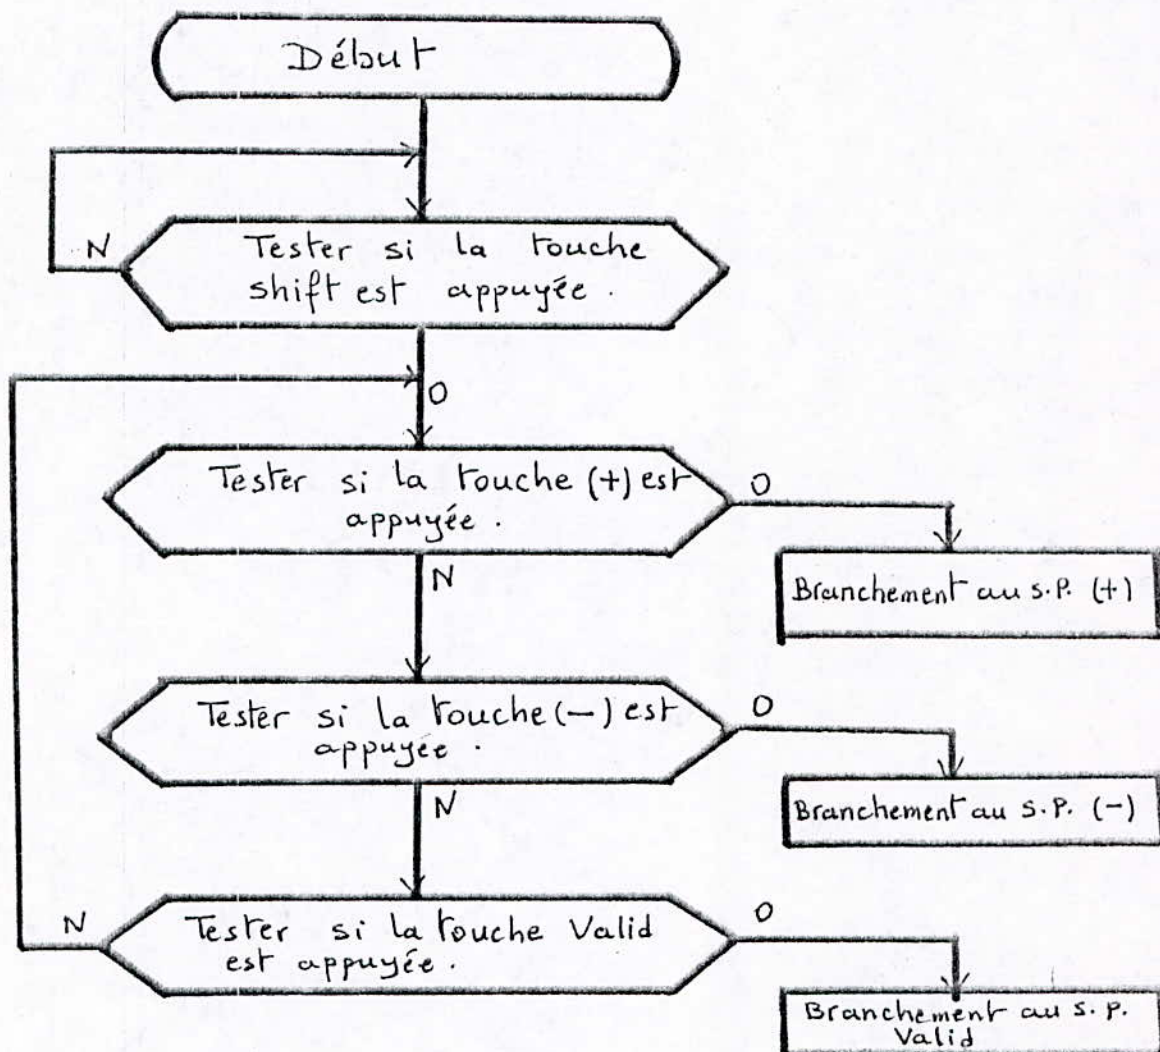 Début
N
Tester si la touche
shift est appuyée.
O
Tester si la touche (+) est
appuyée.
O
N
Branchement au s.p. (+)
Tester si la touche (-) est
appuyée.
O
N
Branchement au s.p. (-)
N
Tester si la touche Valid
est appuyée.
O
Branchement au s.p.
Valid